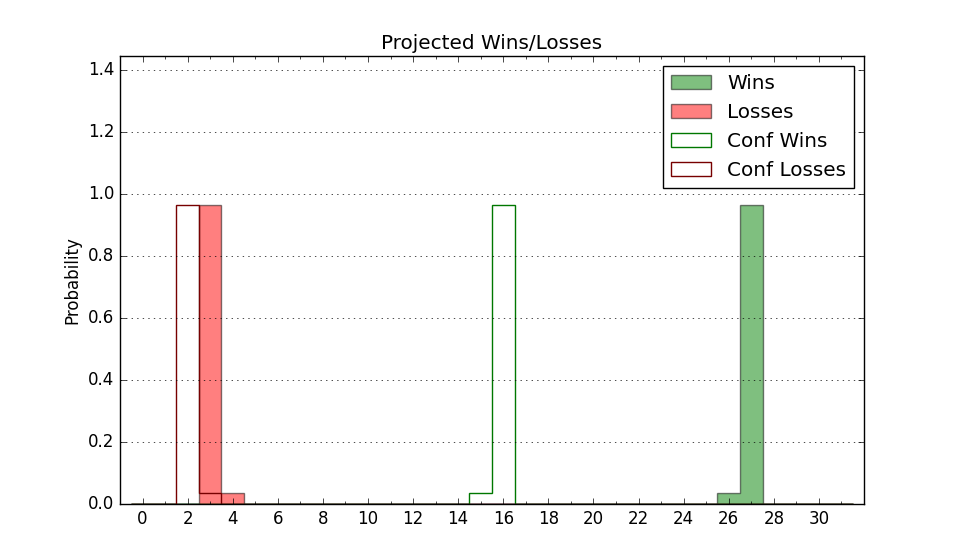 Projected Wins/Losses
1.4
1.2
1.0
0.8
0.6
0.4
0.2
0.0
Probability
Wins
Losses
Conf Wins
Conf Losses
0 2 4 6 8 10 12 14 16 18 20 22 24 26 28 30